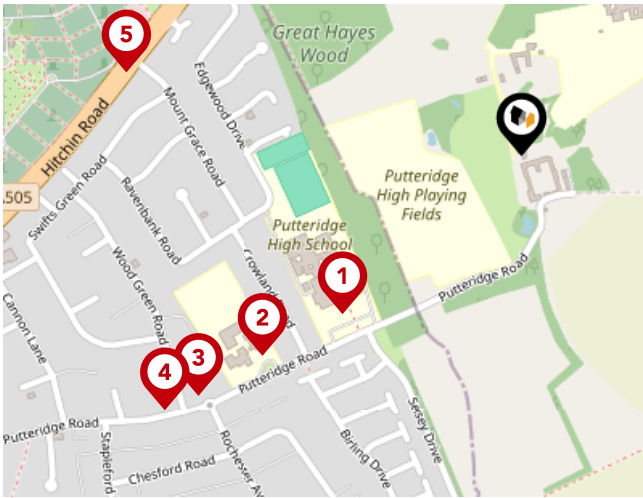 5
Great Hayes
Wood
Edgewood Drive
Hitchin Road
Mount Grace Road
A505
Swifts Green Road
Ravenbank Road
Putteridge
High Playing
Fields
Putteridge
High School
Wood Green Road
Crowland Road
1
Putteridge Road
Cannon Lane
2
3
4
Putteridge Road
Putteridge Road
Selsey Drive
Stapleford
Birling Drive
Chesford Road
Rochester Av